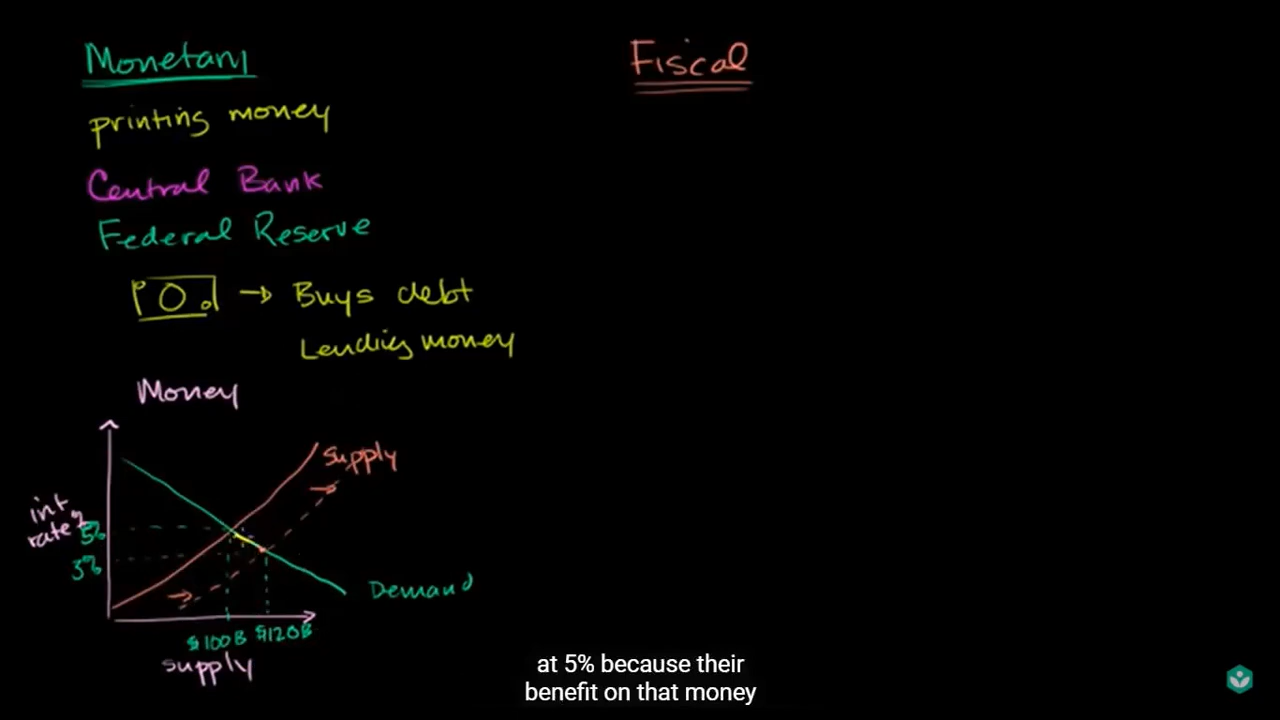 Monetary
Fiscal
printing money
Central Bank
Federal Reserve
→ Buys debt
Lending money
Money
supply
int
rate %
5%
3%
Demand
$100B $120B
supply
at 5% because their
benefit on that money